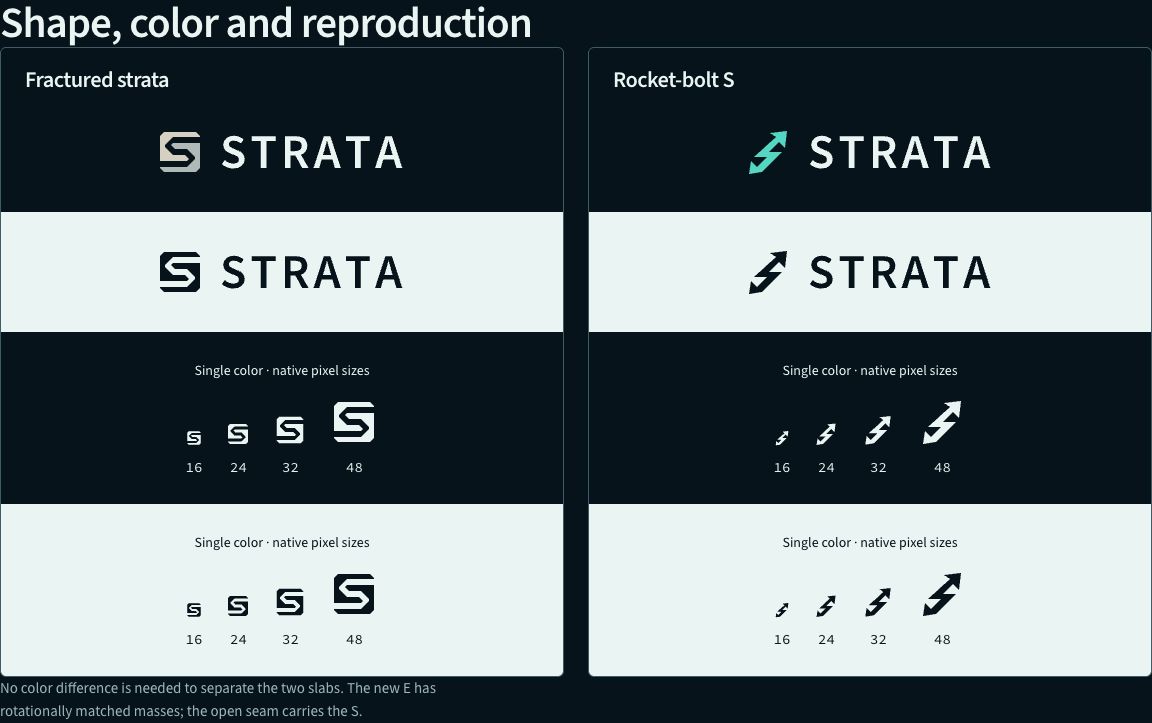 Shape, color and reproduction
Fractured strata
STRATA
STRATA
Single color · native pixel sizes
16 24 32 48
Single color · native pixel sizes
16 24 32 48
Rocket-bolt S
STRATA
STRATA
Single color · native pixel sizes
16 24 32 48
Single color · native pixel sizes
16 24 32 48
No color difference is needed to separate the two slabs. The new E has
rotationally matched masses; the open seam carries the S.